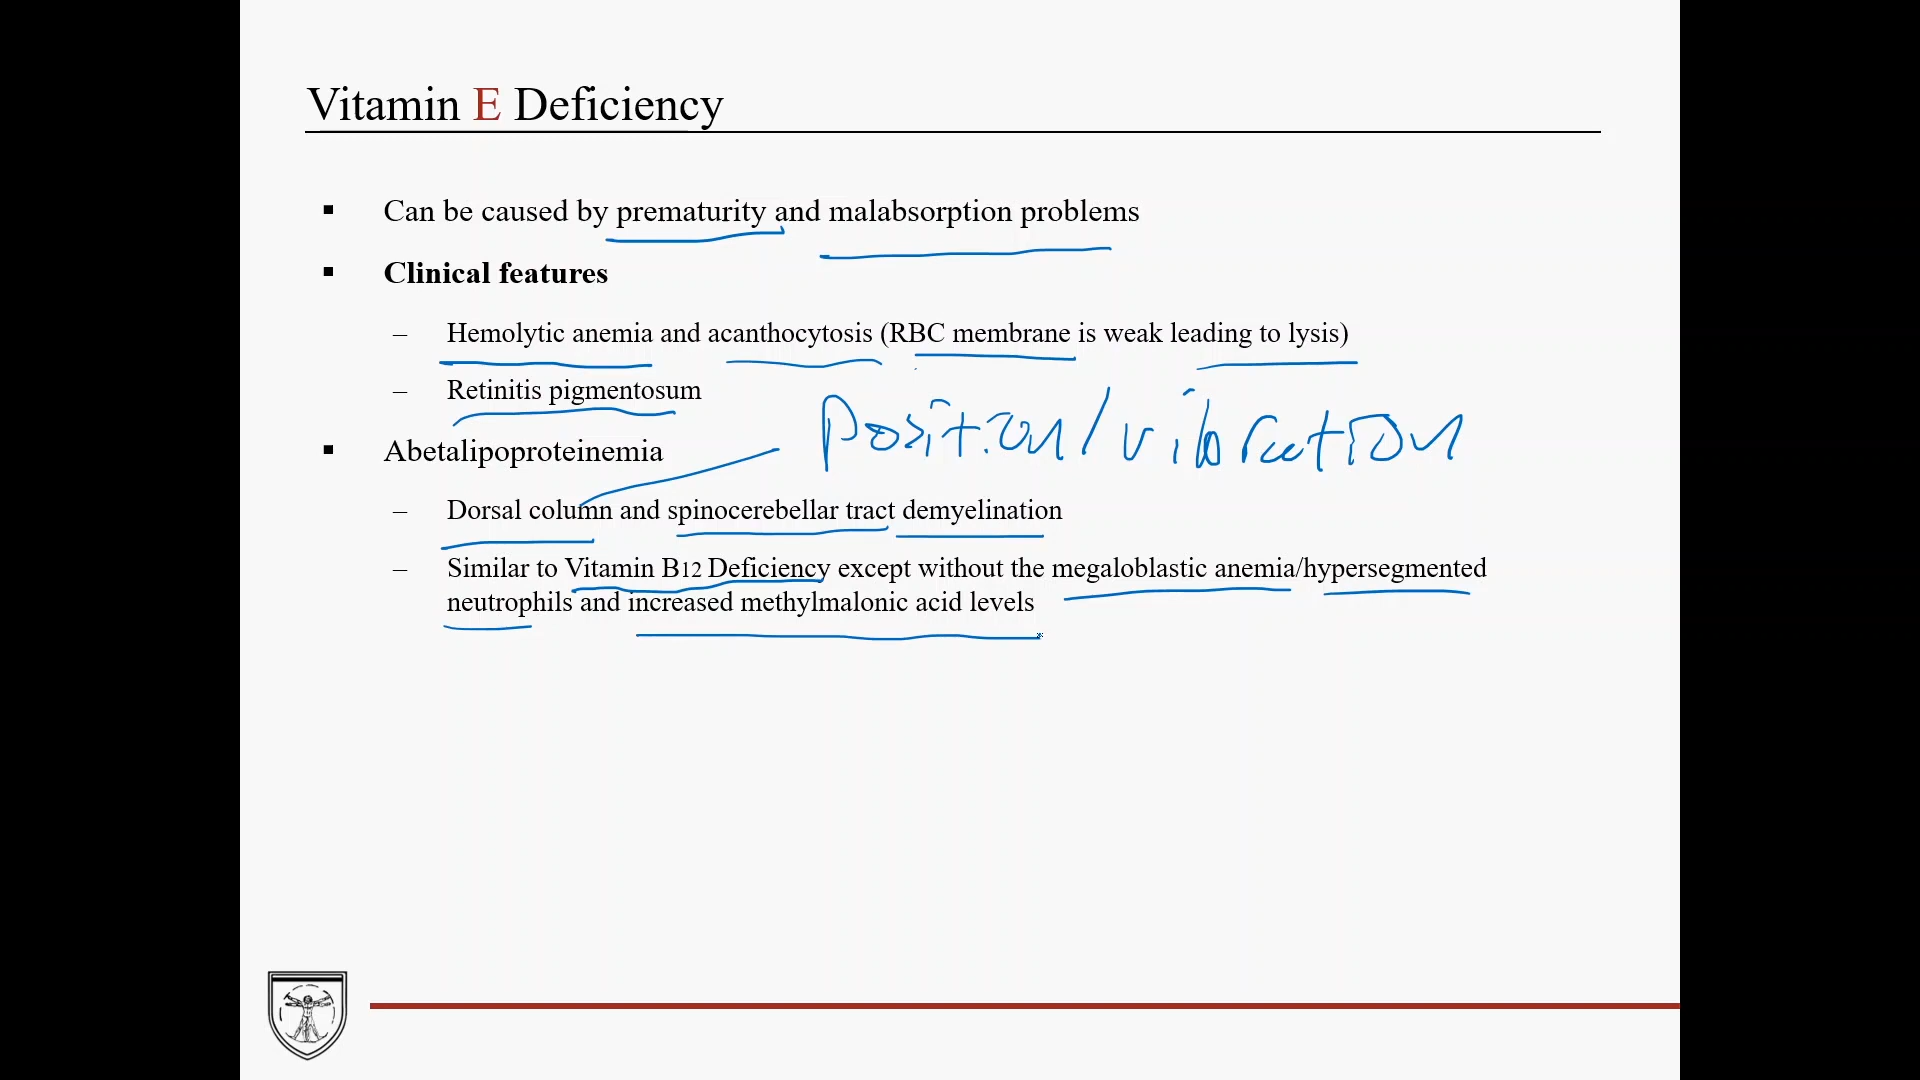 Vitamin E Deficiency
▪ Can be caused by prematurity and malabsorption problems
▪ Clinical features
– Hemolytic anemia and acanthocytosis (RBC membrane is weak leading to lysis)
– Retinitis pigmentosum
Position/vibration
▪ Abetalipoproteinemia
– Dorsal column and spinocerebellar tract demyelination
– Similar to Vitamin B12 Deficiency except without the megaloblastic anemia/hypersegmented
neutrophils and increased methylmalonic acid levels